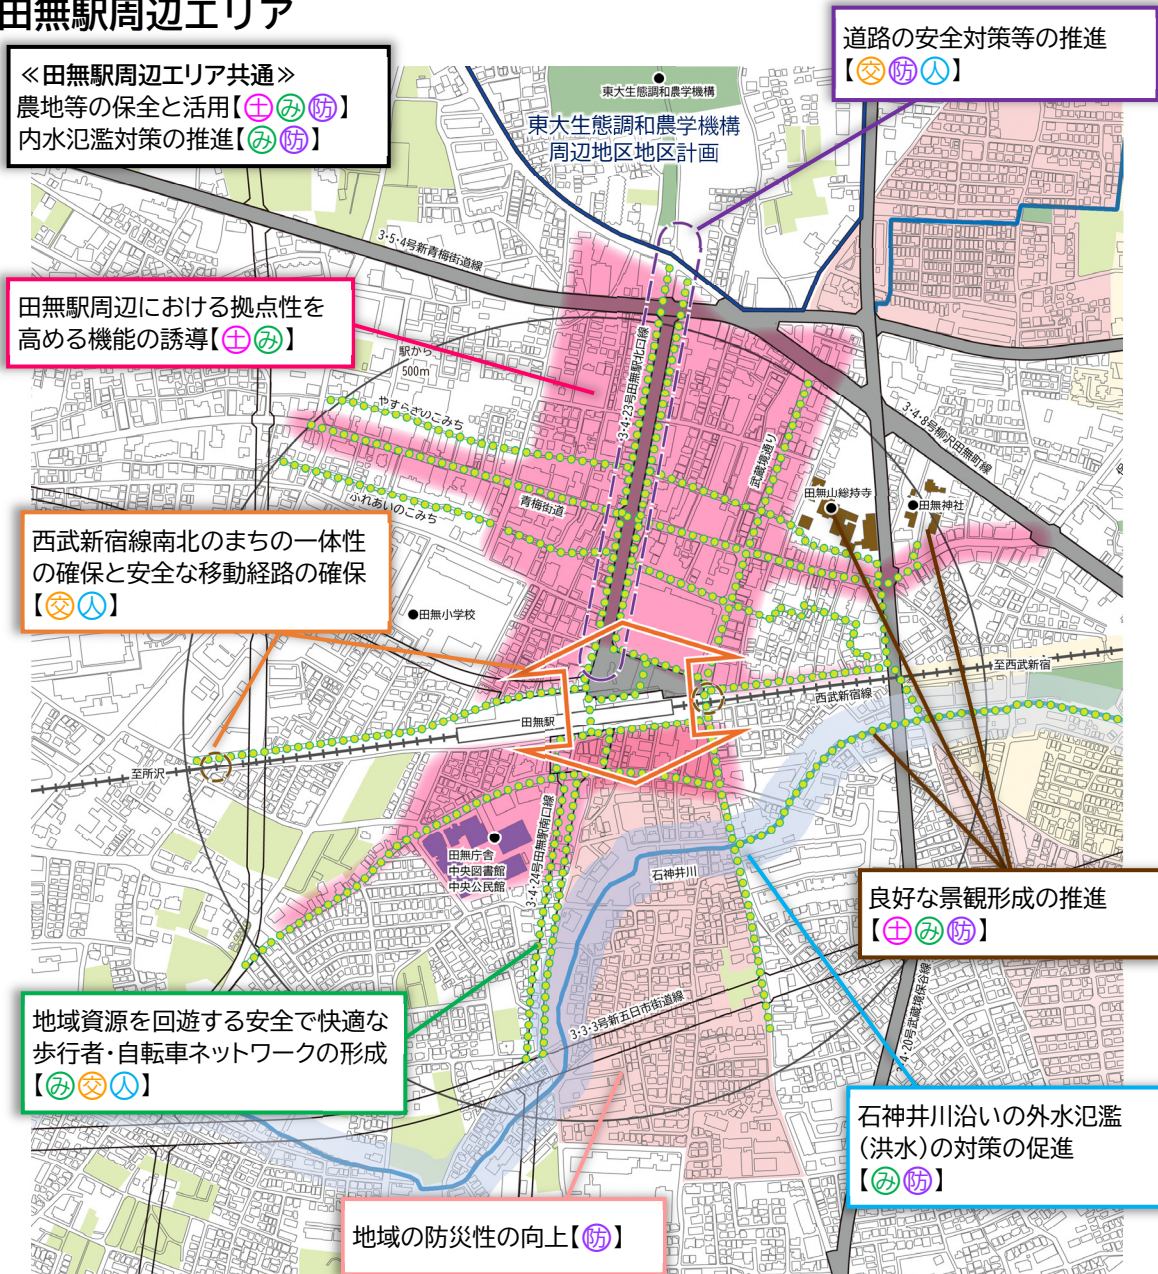 田無駅周辺エリア
道路の安全対策等の推進
【交防人】
≪田無駅周辺エリア共通≫
農地等の保全と活用【土み防】
内水氾濫対策の推進【み防】
東大生態調和農学機構
東大生態調和農学機構
周辺地区地区計画
3・5・4号新青梅街道線
田無駅周辺における拠点性を
高める機能の誘導【土み】
駅から
500m
3・4・23号田無駅北口線
やすらぎのこみち
武蔵境通り
3・4・8号柳沢田無町線
青梅街道
ふれあいのこみち
田無山総持寺
田無神社
西武新宿線南北のまちの一体性
の確保と安全な移動経路の確保
【交人】
田無小学校
至西武新宿
西武新宿線
田無駅
至所沢
田無庁舎
中央図書館
中央公民館
3・4・24号田無駅南口線
石神井川
良好な景観形成の推進
【土み防】
地域資源を回遊する安全で快適な
歩行者・自転車ネットワークの形成
【み交人】
3・3・3号新五日市街道線
3・4・20号武蔵境保谷線
石神井川沿いの外水氾濫
（洪水）の対策の促進
【み防】
地域の防災性の向上【防】